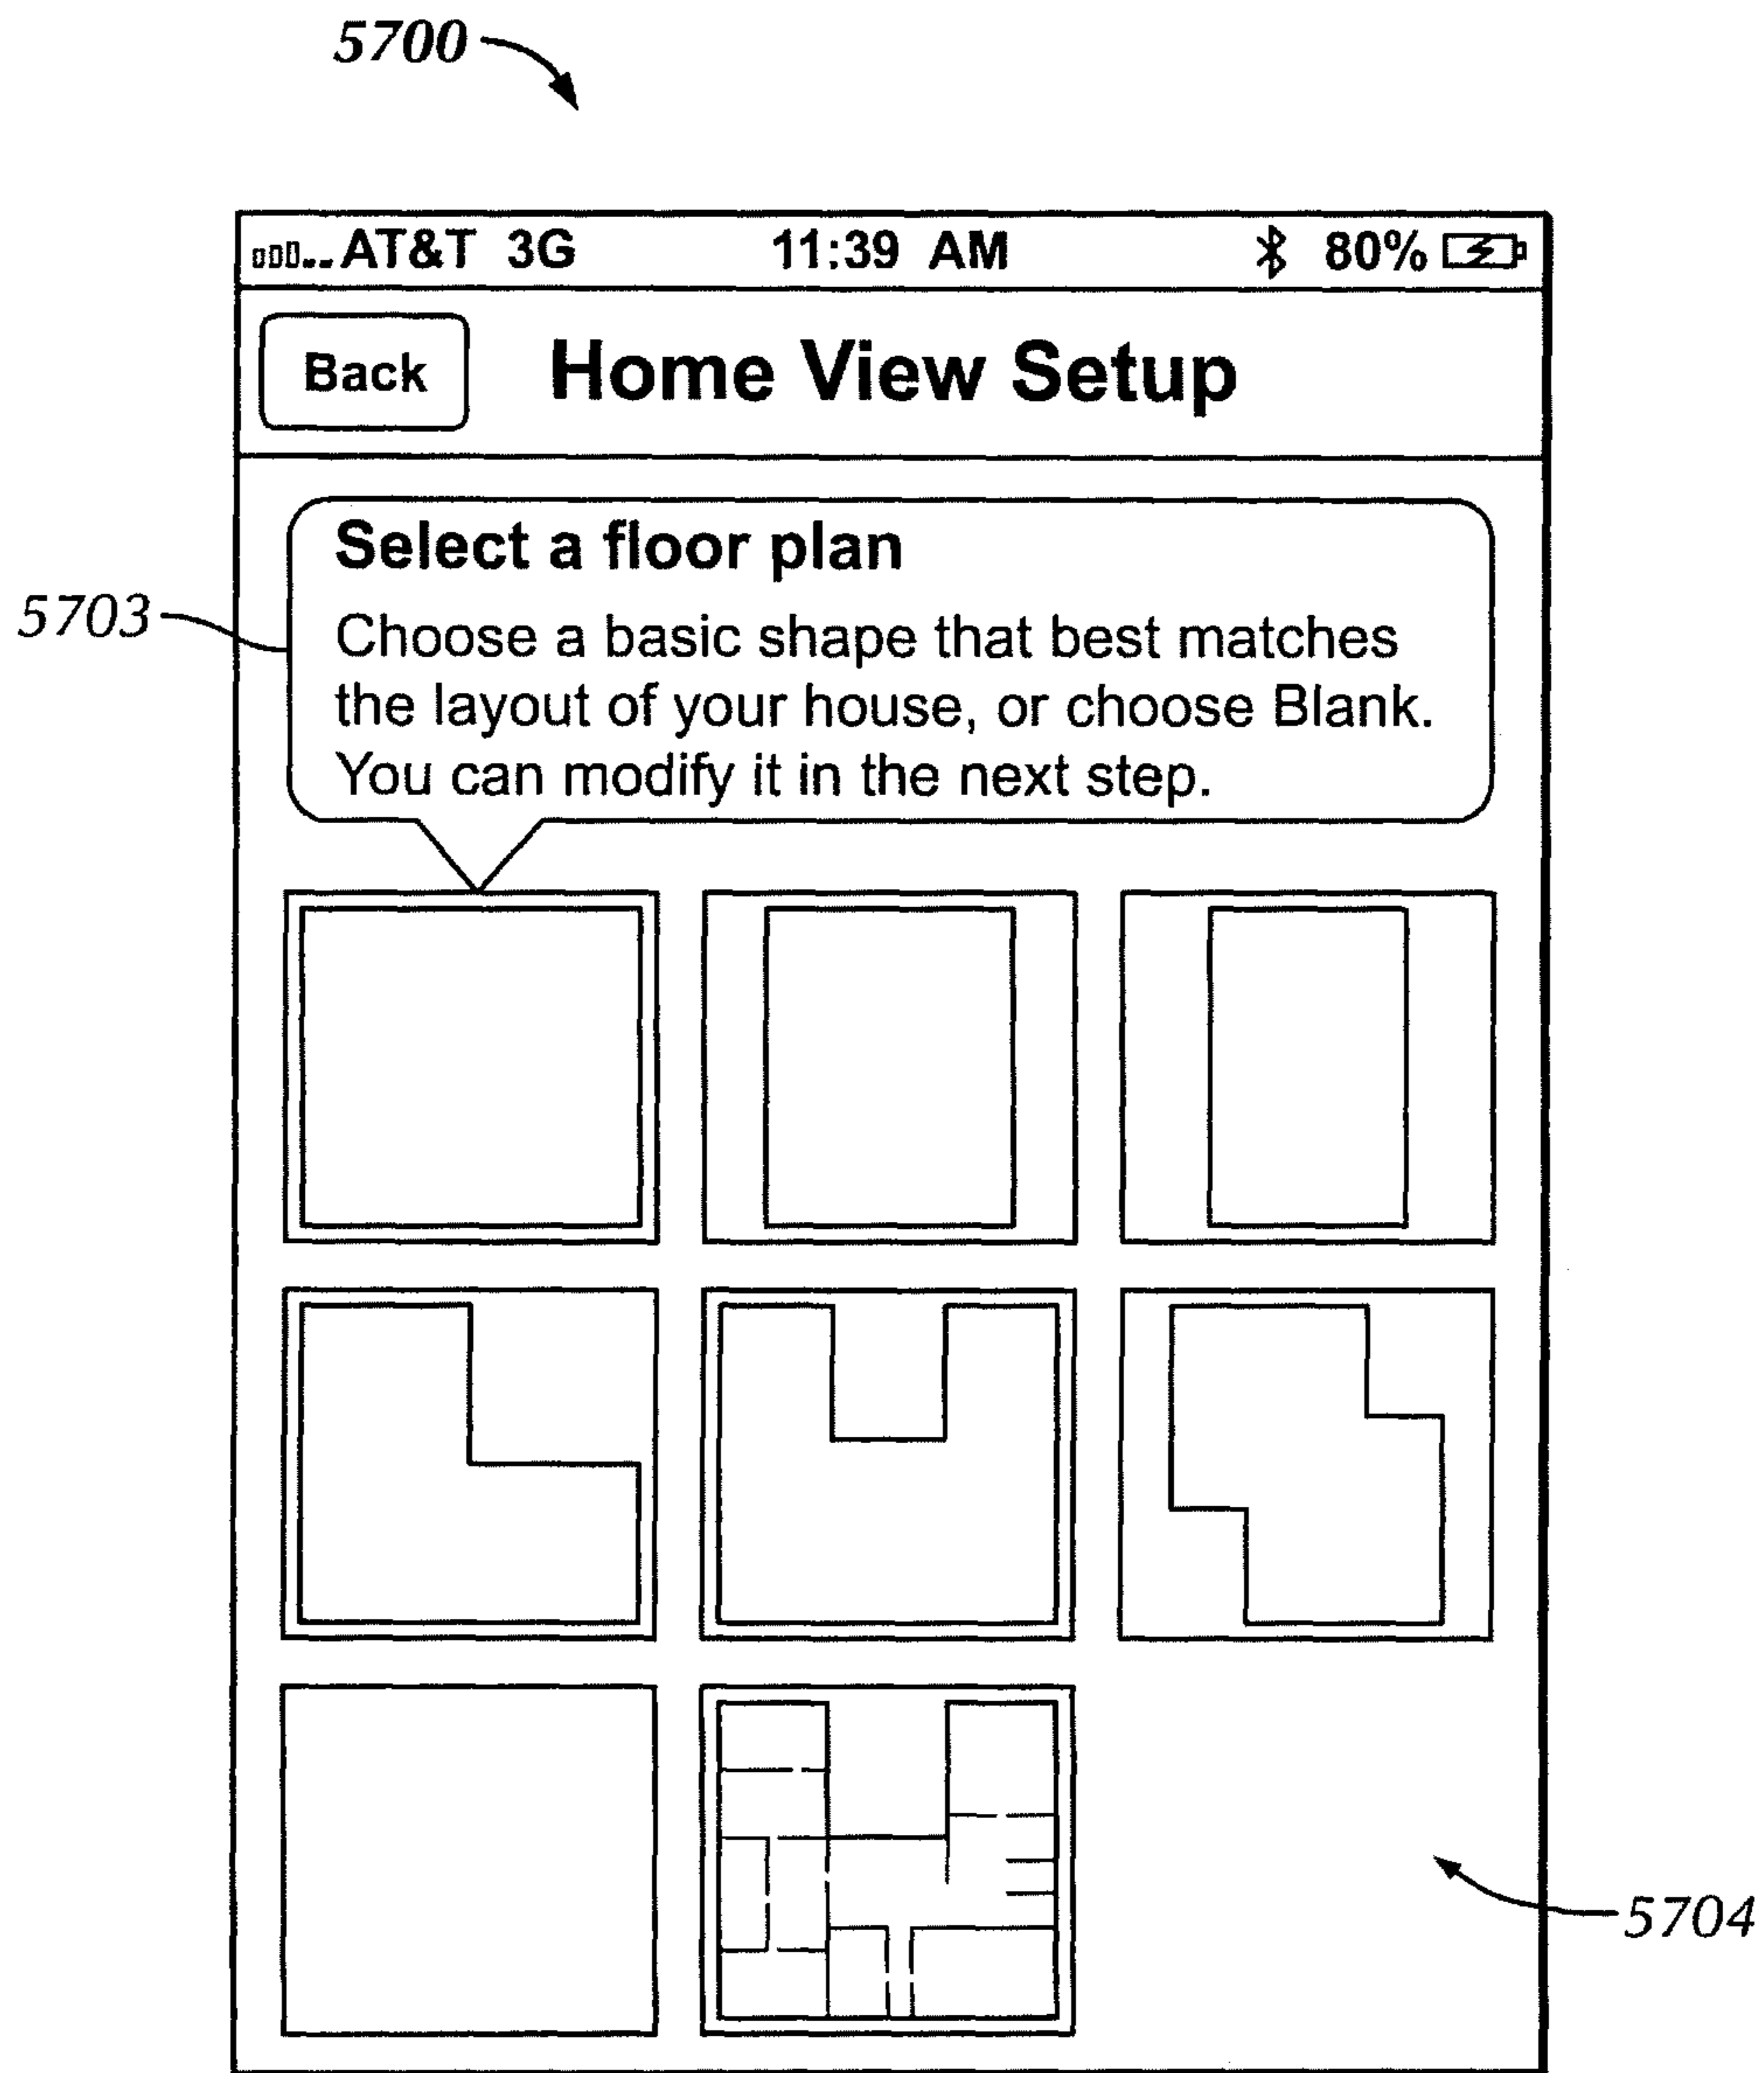 5700
AT&T 3G 11:39 AM 80%
Back Home View Setup
Select a floor plan
5703
Choose a basic shape that best matches
the layout of your house, or choose Blank.
You can modify it in the next step.
5704